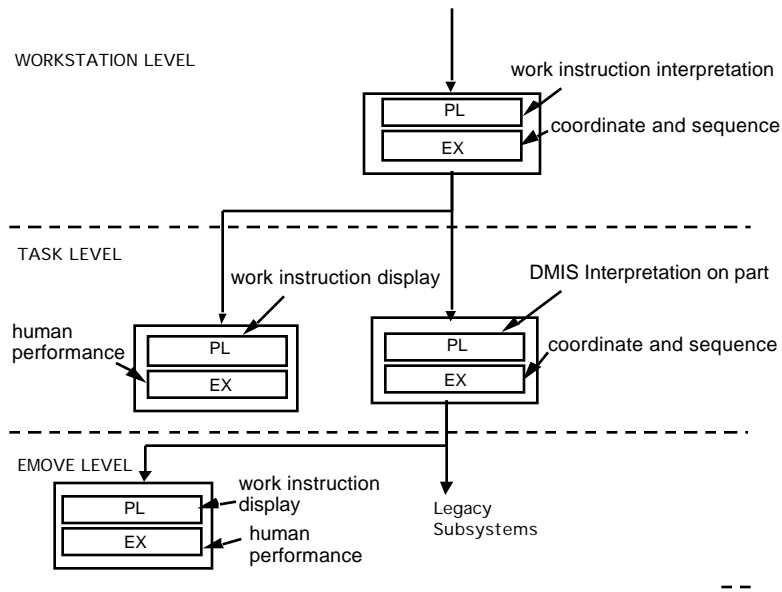 WORKSTATION LEVEL
work instruction interpretation
PL
coordinate and sequence
EX
TASK LEVEL
work instruction display
DMIS Interpretation on part
human
performance
PL
EX
PL
coordinate and sequence
EX
EMOVE LEVEL
work instruction
display
PL
EX
human
performance
Legacy
Subsystems